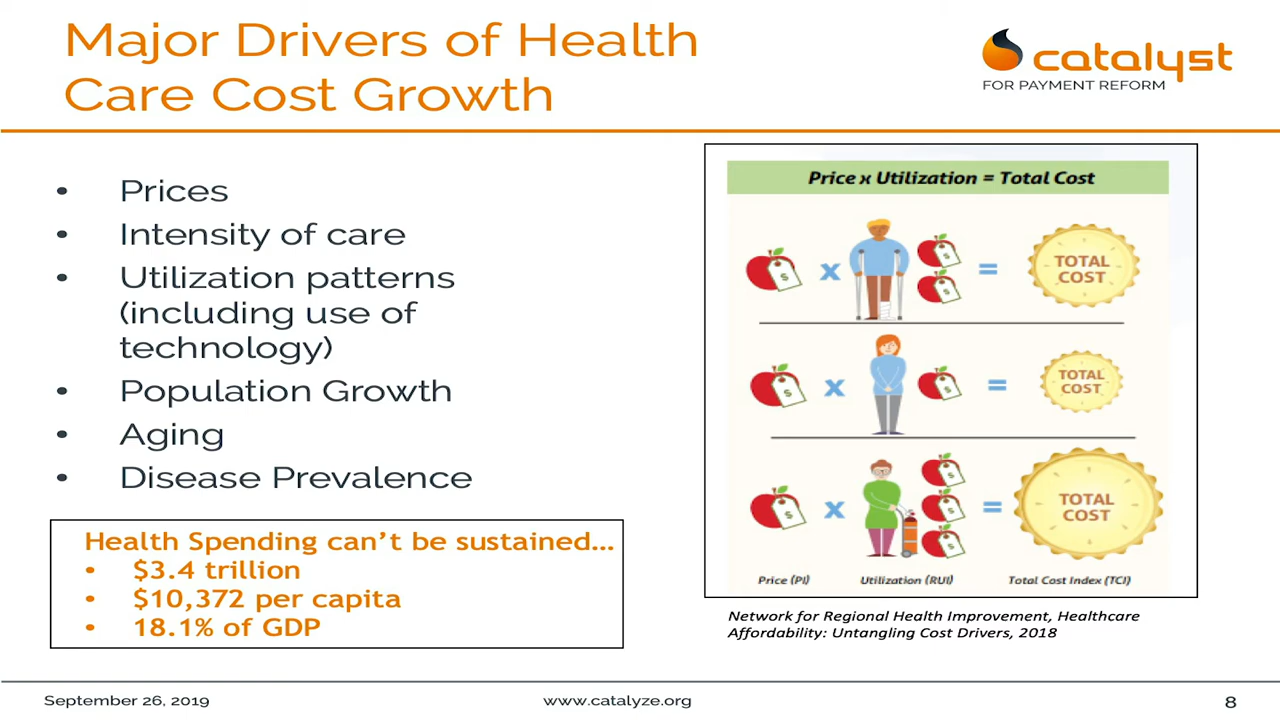 Major Drivers of Health
Care Cost Growth
catalyst
FOR PAYMENT REFORM
• Prices
• Intensity of care
• Utilization patterns
(including use of
technology)
• Population Growth
• Aging
• Disease Prevalence
Health Spending can't be sustained...
• $3.4 trillion
• $10,372 per capita
• 18.1% of GDP
Price x Utilization = Total Cost
$ x $ $ = TOTAL
COST
$ x $ = TOTAL
COST
$ x $ $ $ = TOTAL
COST
Price (PI) Utilization (RUI) Total Cost Index (TCI)
Network for Regional Health Improvement, Healthcare
Affordability: Untangling Cost Drivers, 2018
September 26, 2019 www.catalyze.org 8